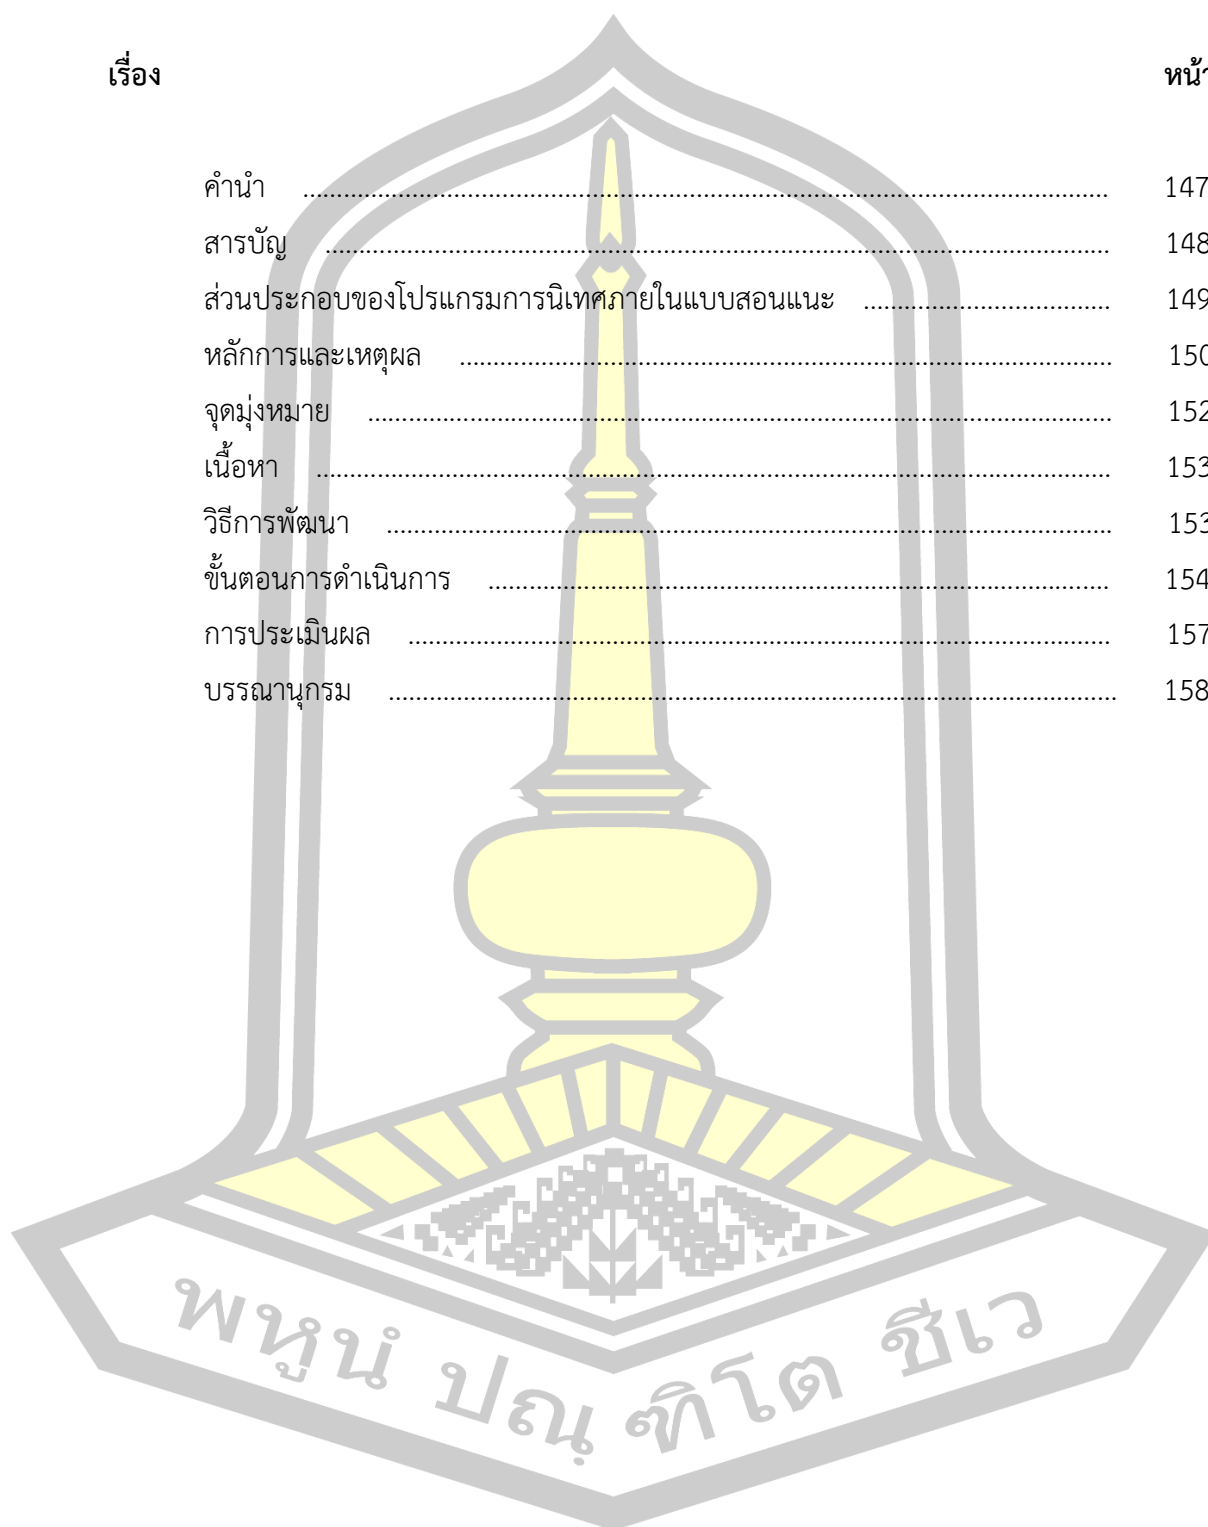 เรื่อง หน้า
คำนำ ........ 147
สารบัญ ........ 148
ส่วนประกอบของโปรแกรมการนิเทศภายในแบบสอนแนะ ........ 149
หลักการและเหตุผล ........ 150
จุดมุ่งหมาย ........ 152
เนื้อหา ........ 153
วิธีการพัฒนา ........ 153
ขั้นตอนการดำเนินการ ........ 154
การประเมินผล ........ 157
บรรณานุกรม ........ 158
พหูนํ ปณฺฑิโต ชีเว